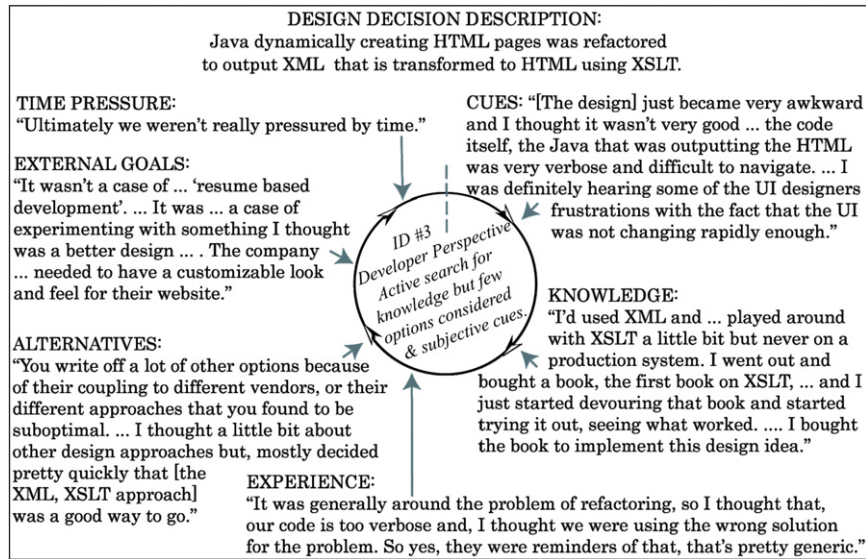 DESIGN DECISION DESCRIPTION:
Java dynamically creating HTML pages was refactored
to output XML that is transformed to HTML using XSLT.
TIME PRESSURE:
“Ultimately we weren’t really pressured by time.”
EXTERNAL GOALS:
“It wasn’t a case of ... ‘resume based
development’. ... It was ... a case of
experimenting with something I thought
was a better design ... . The company
... needed to have a customizable look
and feel for their website.”
ALTERNATIVES:
“You write off a lot of other options because
of their coupling to different vendors, or their
different approaches that you found to be
suboptimal. ... I thought a little bit about
other design approaches but, mostly decided
pretty quickly that [the
XML, XSLT approach]
was a good way to go.”
CUES: “[The design] just became very awkward
and I thought it wasn’t very good ... the code
itself, the Java that was outputting the HTML
was very verbose and difficult to navigate. ... I
was definitely hearing some of the UI designers
frustrations with the fact that the UI
was not changing rapidly enough.”
ID #3
Developer Perspective
Active search for
knowledge but few
options considered
& subjective cues.
KNOWLEDGE:
“I’d used XML and ... played around
with XSLT a little bit but never on a
production system. I went out and
bought a book, the first book on XSLT, ... and I
just started devouring that book and started
trying it out, seeing what worked. .... I bought
the book to implement this design idea.”
EXPERIENCE:
“It was generally around the problem of refactoring, so I thought that,
our code is too verbose and, I thought we were using the wrong solution
for the problem. So yes, they were reminders of that, that’s pretty generic.”